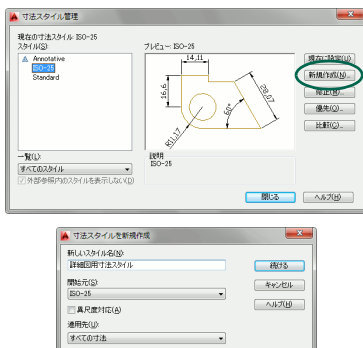 寸法スタイル管理
現在の寸法スタイル: ISO-25
スタイル(S):
Annotative
ISO-25
Standard
プレビュー: ISO-25
14,11
16,6
28,07
60°
R11,17
現在に設定(U)
新規作成(N)...
修正(M)...
優先(O)...
比較(C)...
一覧(L):
すべてのスタイル
外部参照内のスタイルを表示しない(D)
説明
ISO-25
閉じる
ヘルプ(H)
寸法スタイルを新規作成
新しいスタイル名(N):
詳細図用寸法スタイル
開始元(S):
ISO-25
異尺度対応(A)
適用先(U):
すべての寸法
続ける
キャンセル
ヘルプ(H)